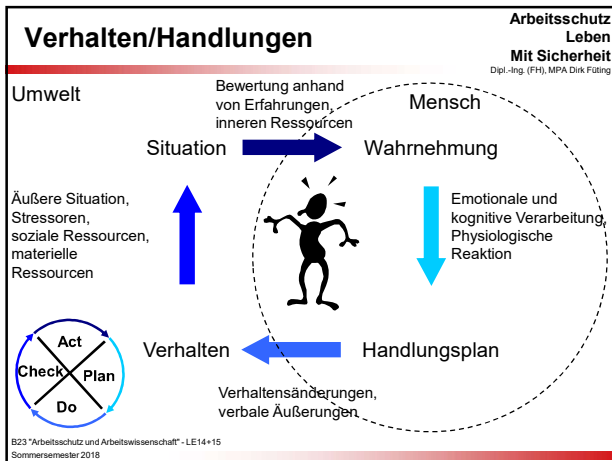 Verhalten/Handlungen
Arbeitsschutz
Leben
Mit Sicherheit
Dipl.-Ing. (FH), MPA Dirk Füting
Umwelt
Bewertung anhand
von Erfahrungen,
inneren Ressourcen
Mensch
Situation
Wahrnehmung
Äußere Situation,
Stressoren,
soziale Ressourcen,
materielle
Ressourcen
Emotionale und
kognitive Verarbeitung,
Physiologische
Reaktion
Act
Check
Plan
Do
Verhalten
Handlungsplan
Verhaltensänderungen,
verbale Äußerungen
B23 "Arbeitsschutz und Arbeitswissenschaft" - LE14+15
Sommersemester 2018